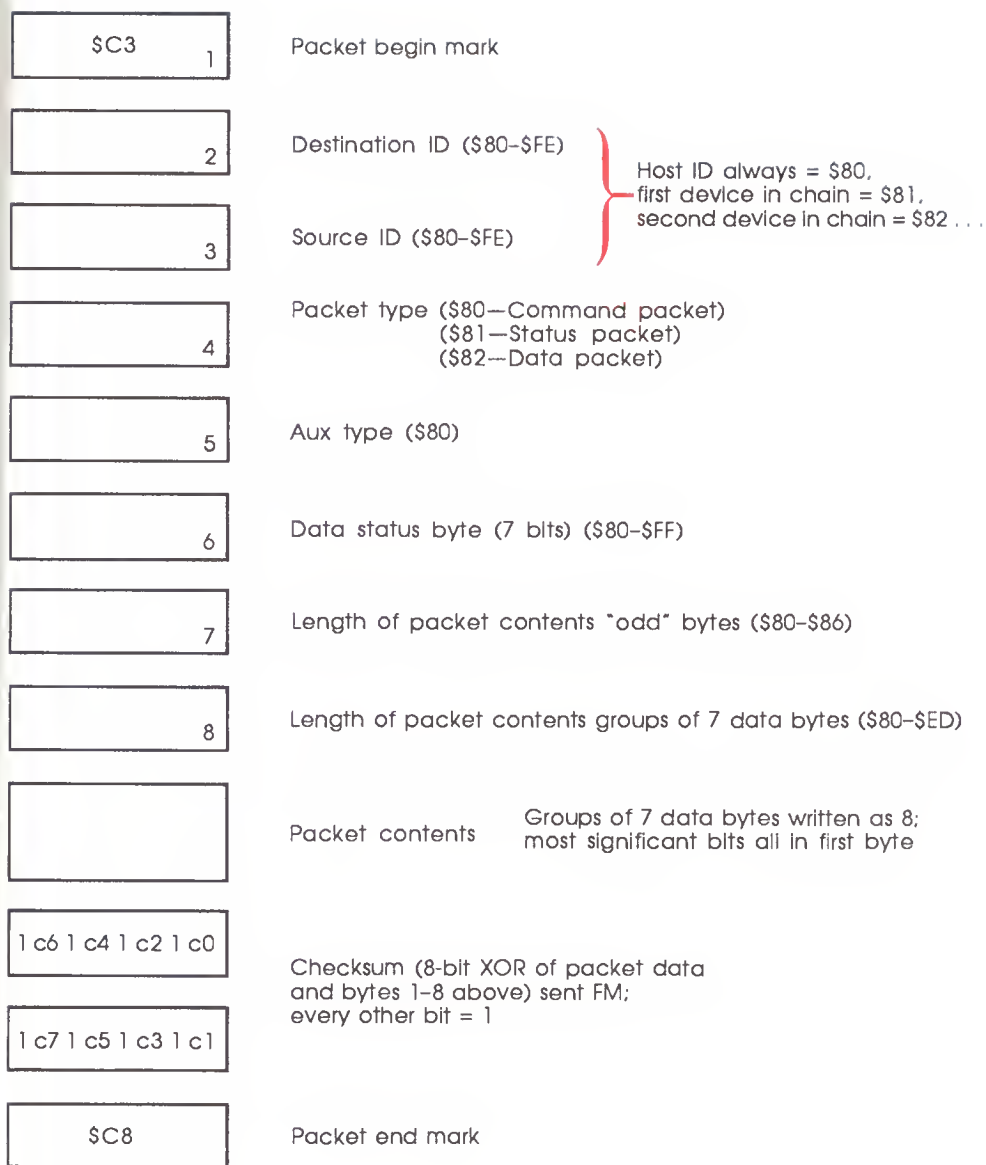 $C3 1 Packet begin mark
2 Destination ID ($80–$FE)
Host ID always = $80,
first device in chain = $81,
second device in chain = $82 . . .
3 Source ID ($80–$FE)
Packet type ($80—Command packet)
($81—Status packet)
4 ($82—Data packet)
5 Aux type ($80)
6 Data status byte (7 bits) ($80–$FF)
7 Length of packet contents "odd" bytes ($80–$86)
8 Length of packet contents groups of 7 data bytes ($80–$ED)
Packet contents
Groups of 7 data bytes written as 8;
most significant bits all in first byte
1 c6 1 c4 1 c2 1 c0
Checksum (8-bit XOR of packet data
and bytes 1–8 above) sent FM;
every other bit = 1
1 c7 1 c5 1 c3 1 c1
$C8 Packet end mark